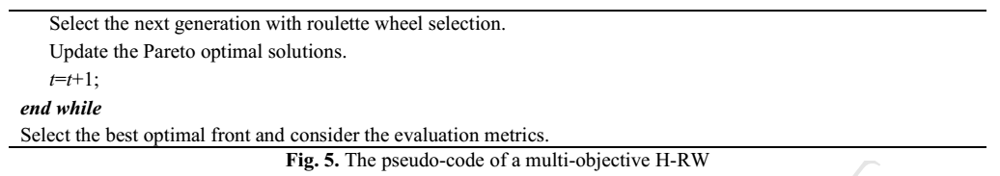 Select the next generation with roulette wheel selection.
Update the Pareto optimal solutions.
t=t+1;
end while
Select the best optimal front and consider the evaluation metrics.
Fig. 5. The pseudo-code of a multi-objective H-RW